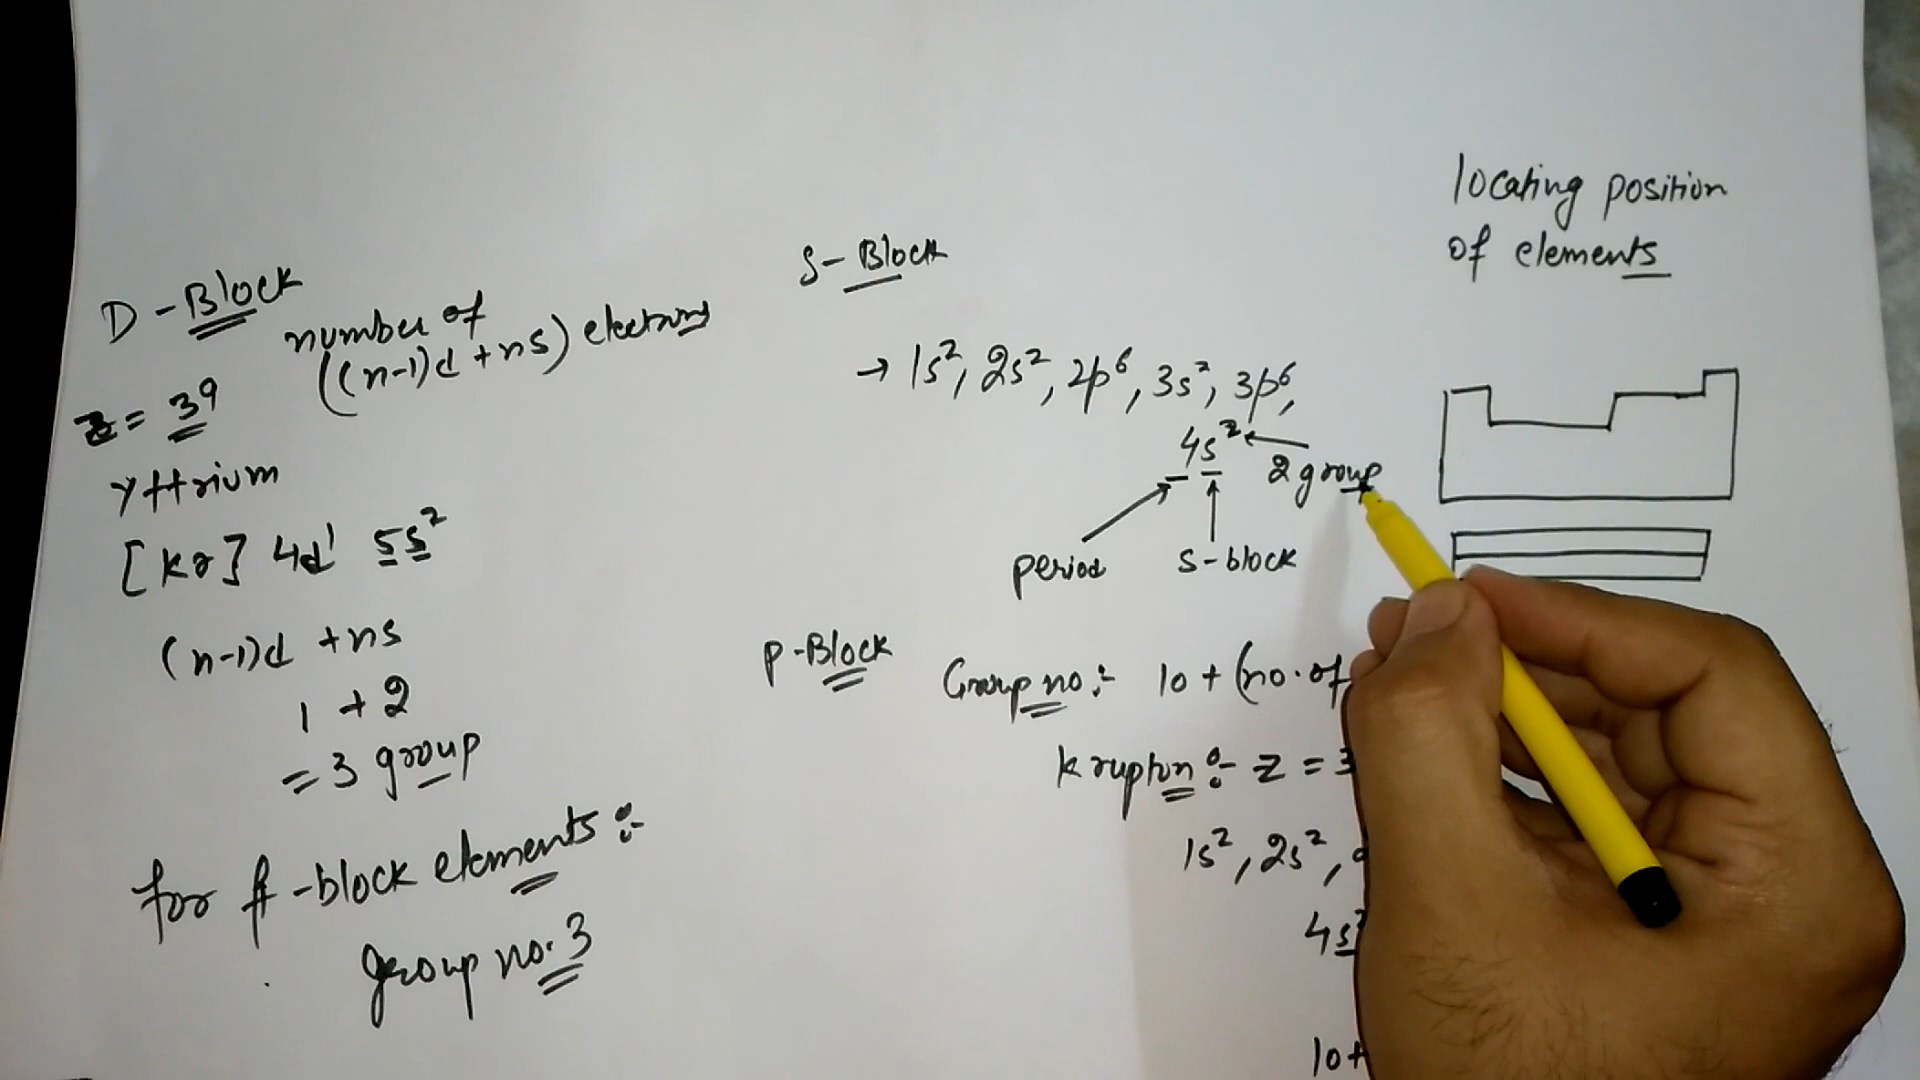 locating position
of elements
D-Block
number of
((n-1)d + ns) electrons
z = 39
Yttrium
[Kr] 4d¹ 5s²
(n-1)d + ns
1 + 2
= 3 group
for f-block elements :-
group no. 3
S-Block
→ 1s², 2s², 2p⁶, 3s², 3p⁶,
4s²
2 group
period
s-block
P-Block
Group no :- 10 + (no. of
krypton :- z = 3
1s², 2s²,
4s²
10+